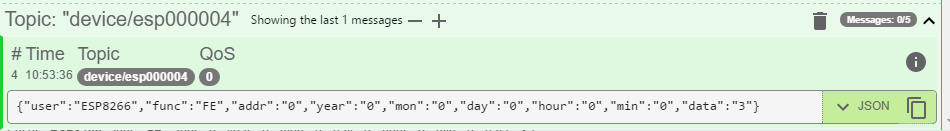 Topic: "device/esp000004" Showing the last 1 messages — + Messages: 0/5
# Time Topic QoS
4 10:53:36 device/esp000004 0
{"user":"ESP8266","func":"FE","addr":"0","year":"0","mon":"0","day":"0","hour":"0","min":"0","data":"3"} JSON